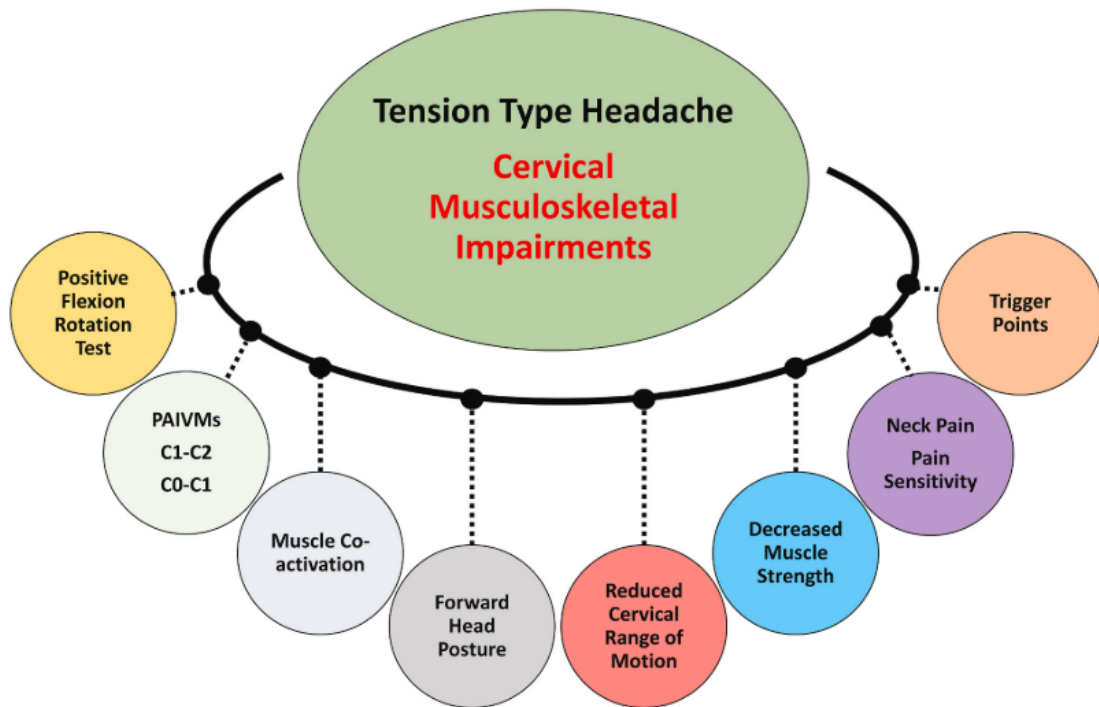 Tension Type Headache
Cervical
Musculoskeletal
Impairments
Positive
Flexion
Rotation
Test
PAIVMs
C1-C2
C0-C1
Muscle Co-
activation
Forward
Head
Posture
Reduced
Cervical
Range of
Motion
Decreased
Muscle
Strength
Neck Pain
Pain
Sensitivity
Trigger
Points